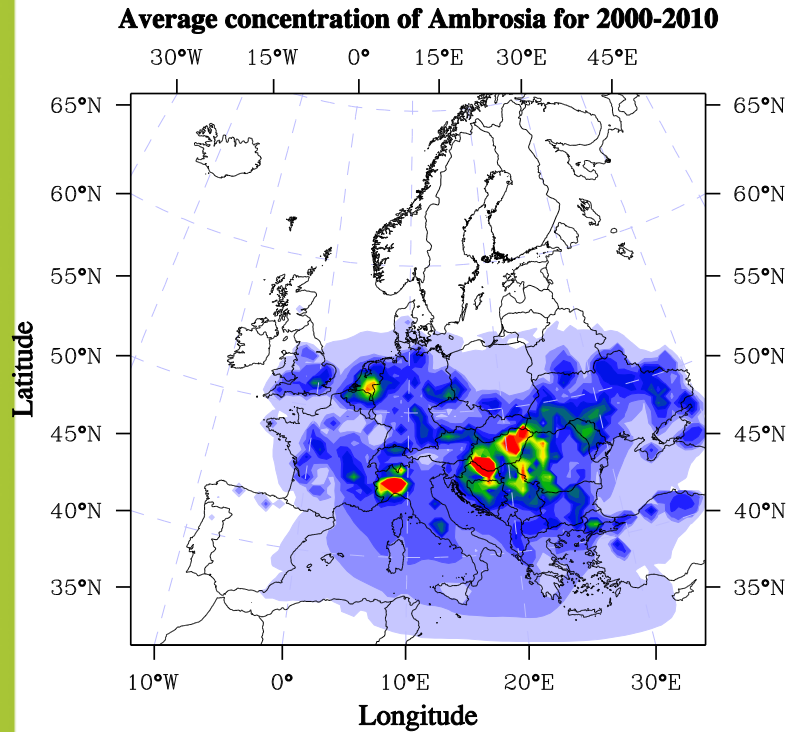 Average concentration of Ambrosia for 2000-2010
30°W 15°W 0° 15°E 30°E 45°E
65°N 65°N
60°N 60°N
55°N 55°N
50°N 50°N
45°N 45°N
40°N 40°N
35°N 35°N
Latitude
10°W 0° 10°E 20°E 30°E
Longitude